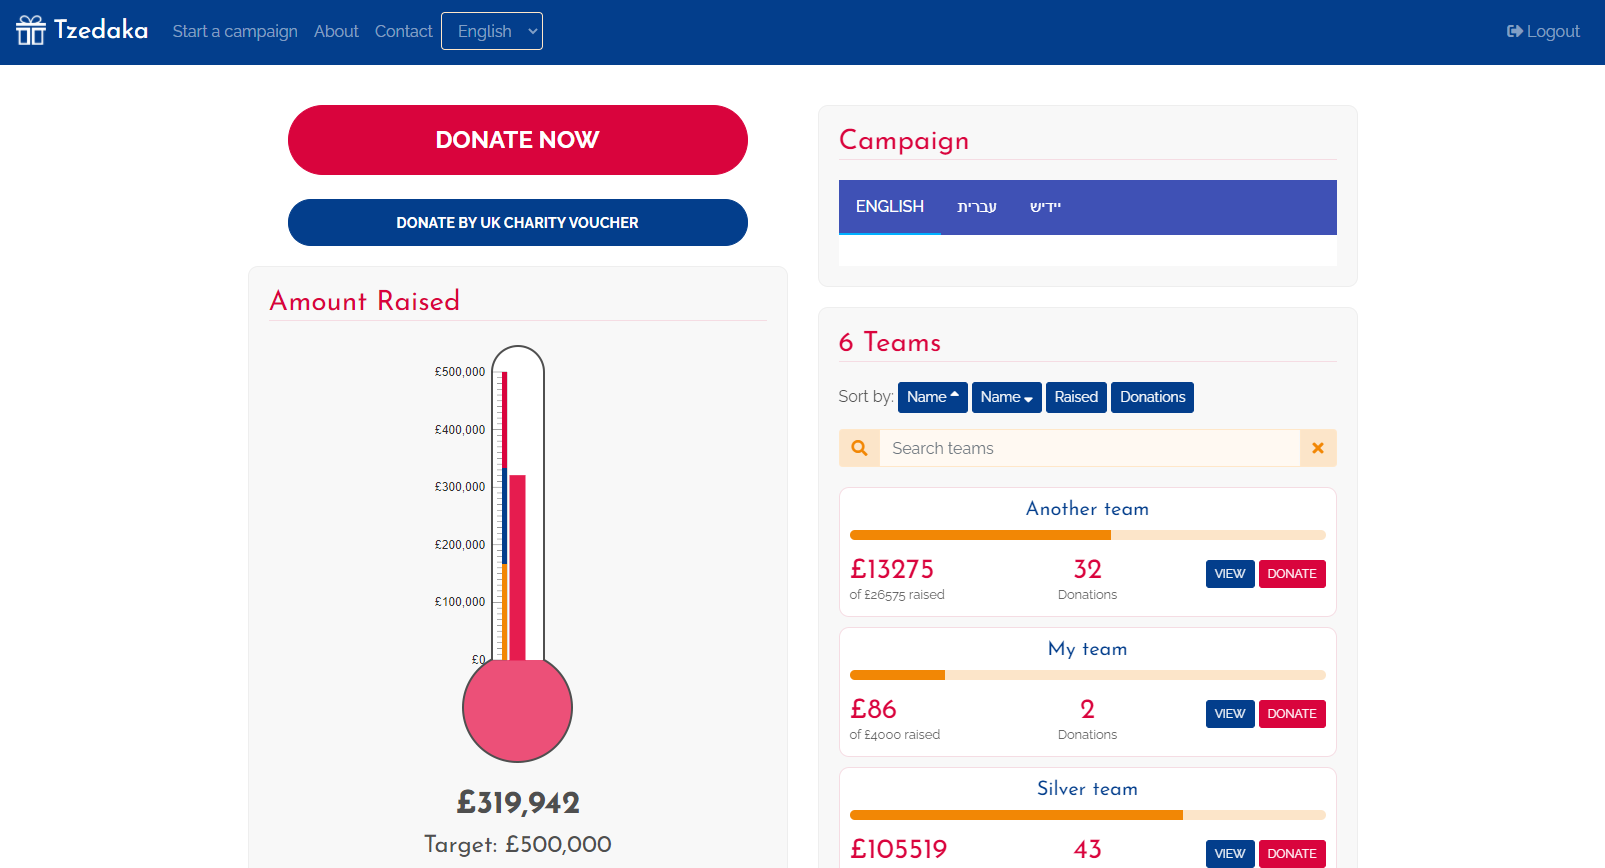 Tzedaka
Start a campaign
About
Contact
English
Logout
DONATE NOW
DONATE BY UK CHARITY VOUCHER
Amount Raised
£500,000
£400,000
£300,000
£200,000
£100,000
£0
£319,942
Target: £500,000
Campaign
ENGLISH
עברית
יידיש
6 Teams
Sort by: Name Name Raised Donations
Search teams
Another team
£13275 32 VIEW DONATE
of £26575 raised Donations
My team
£86 2 VIEW DONATE
of £4000 raised Donations
Silver team
£105519 43 VIEW DONATE